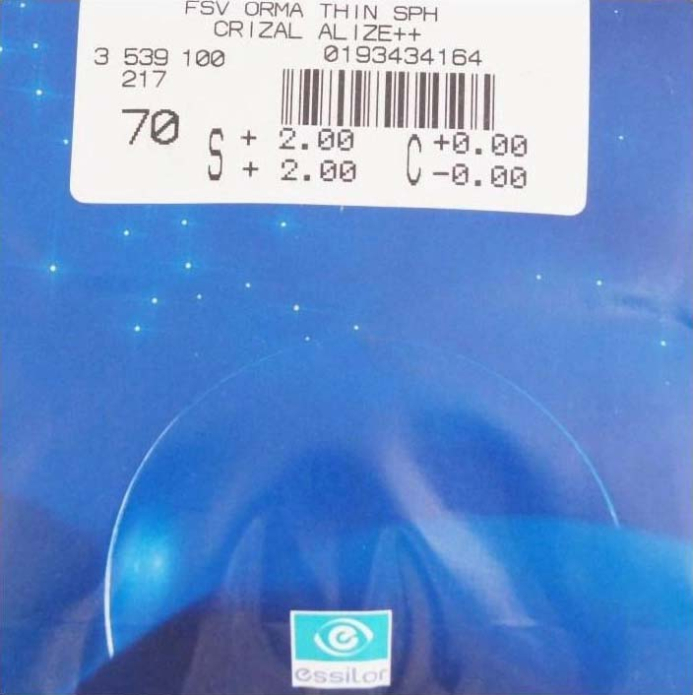 FSV ORMA THIN SPH
CRIZAL ALIZE++
3 539 100 0193434164
217
70 S + 2.00 C +0.00
+ 2.00 -0.00
essilor